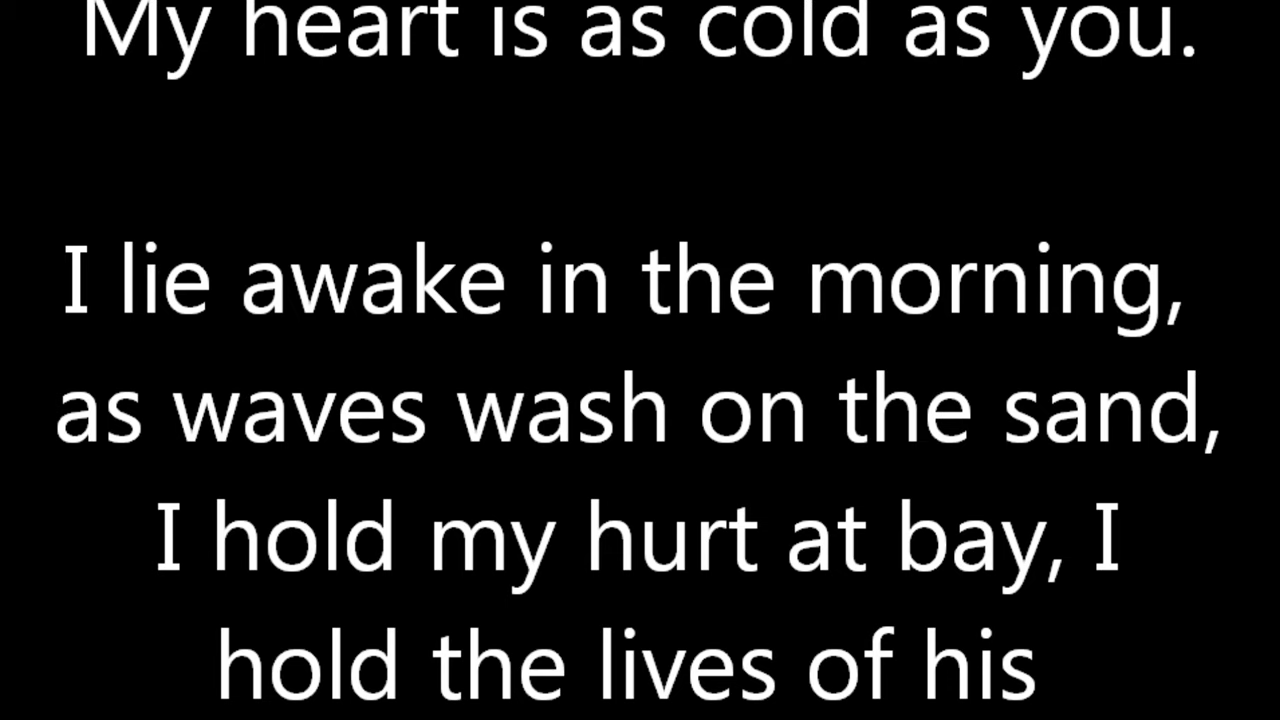 My heart is as cold as you.
I lie awake in the morning,
as waves wash on the sand,
I hold my hurt at bay, I
hold the lives of his